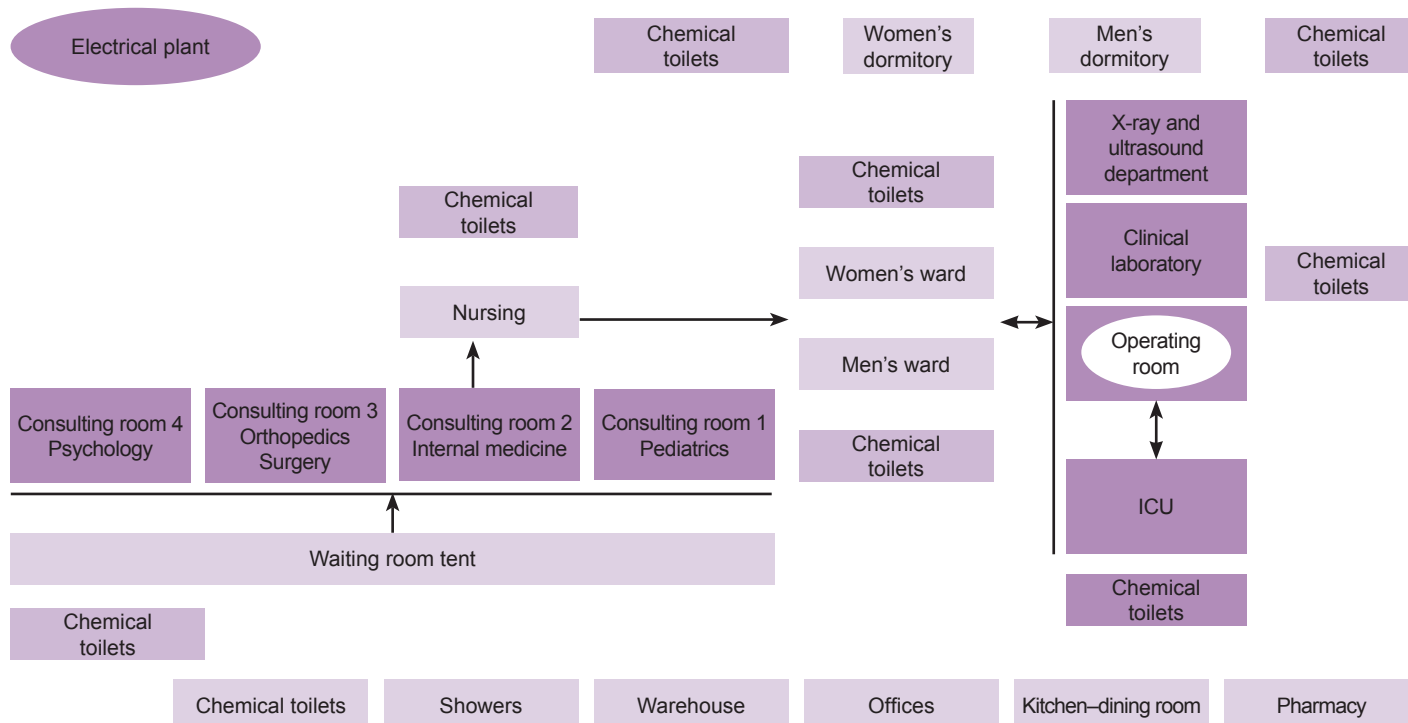 Electrical plant
Chemical
toilets
Women’s
dormitory
Men’s
dormitory
Chemical
toilets
X-ray and
ultrasound
department
Chemical
toilets
Chemical
toilets
Clinical
laboratory
Women’s ward
Chemical
toilets
Nursing
Operating
room
Men’s ward
Consulting room 4
Psychology
Consulting room 3
Orthopedics
Surgery
Consulting room 2
Internal medicine
Consulting room 1
Pediatrics
Chemical
toilets
ICU
Waiting room tent
Chemical
toilets
Chemical
toilets
Chemical toilets
Showers
Warehouse
Offices
Kitchen–dining room
Pharmacy